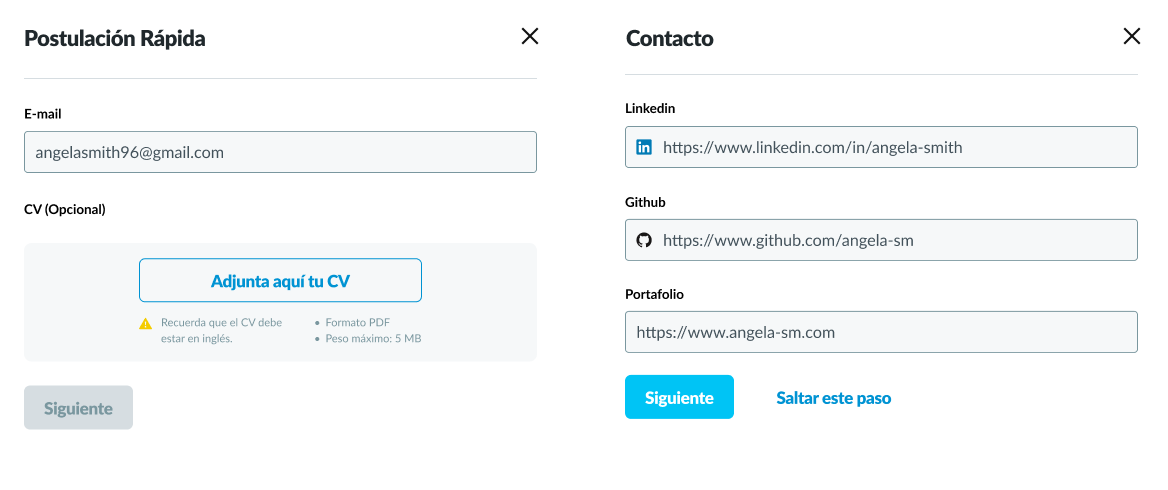 Postulación Rápida
E-mail
angelasmith96@gmail.com
CV (Opcional)
Adjunta aquí tu CV
Recuerda que el CV debe
estar en inglés.
• Formato PDF
• Peso máximo: 5 MB
Siguiente
Contacto
Linkedin
in https://www.linkedin.com/in/angela-smith
Github
https://www.github.com/angela-sm
Portafolio
https://www.angela-sm.com
Siguiente
Saltar este paso